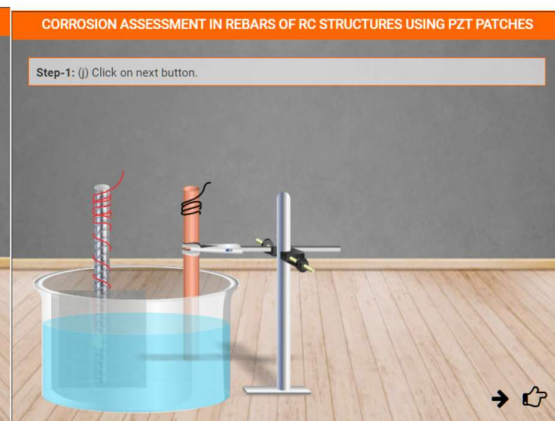 CORROSION ASSESSMENT IN REBARS OF RC STRUCTURES USING PZT PATCHES
Step-1: (j) Click on next button.